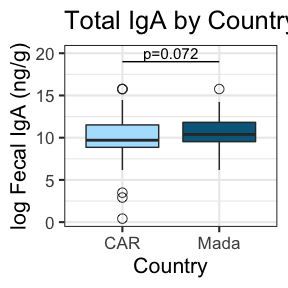 Total IgA by Country
log Fecal IgA (ng/g)
20
15
10
5
0
p=0.072
CAR
Mada
Country